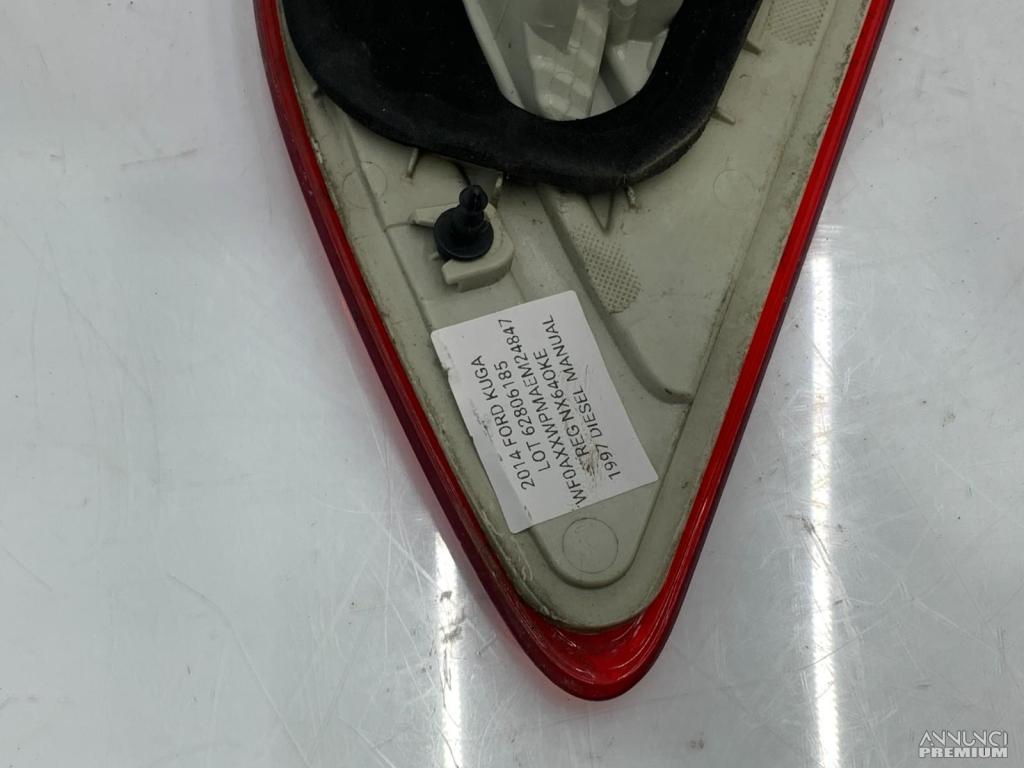 2014 FORD KUGA
LOT 62806185
WF0AXXWPMAEM24847
REG NX64OKE
1997 DIESEL MANUAL
ANNUNCI
PREMIUM